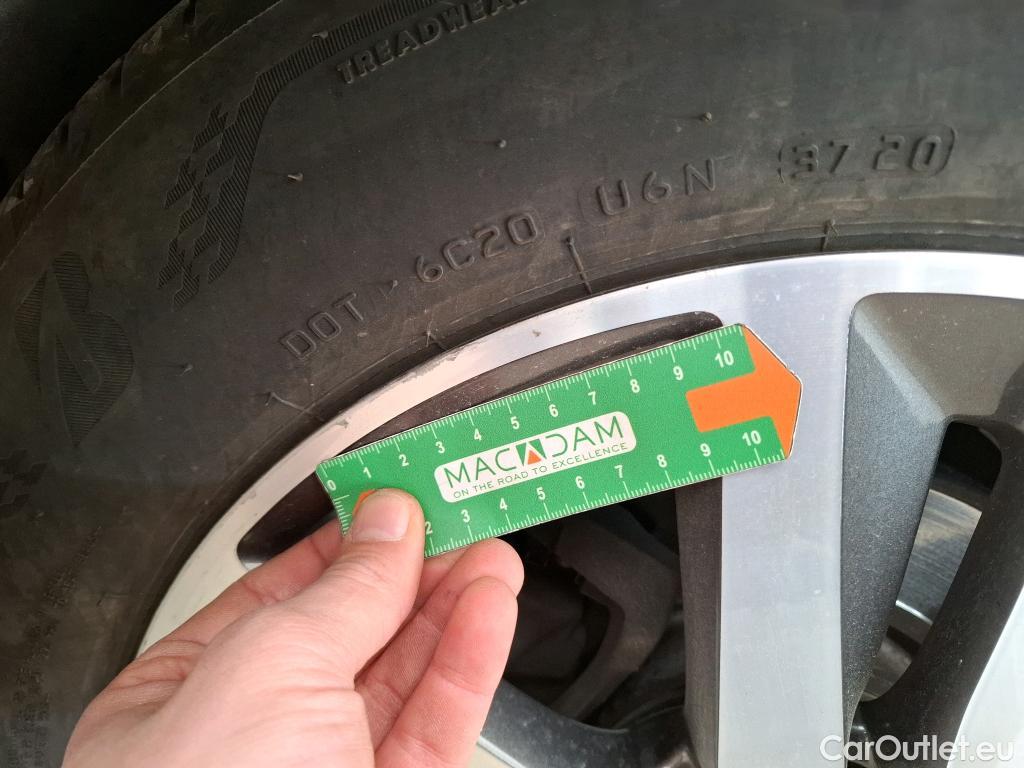 TREADWEAR
DOT 6C20 U6N 3720
0 1 2 3 4 5 6 7 8 9 10
MACADAM
ON THE ROAD TO EXCELLENCE
2 3 4 5 6 7 8 9 10
CarOutlet.eu